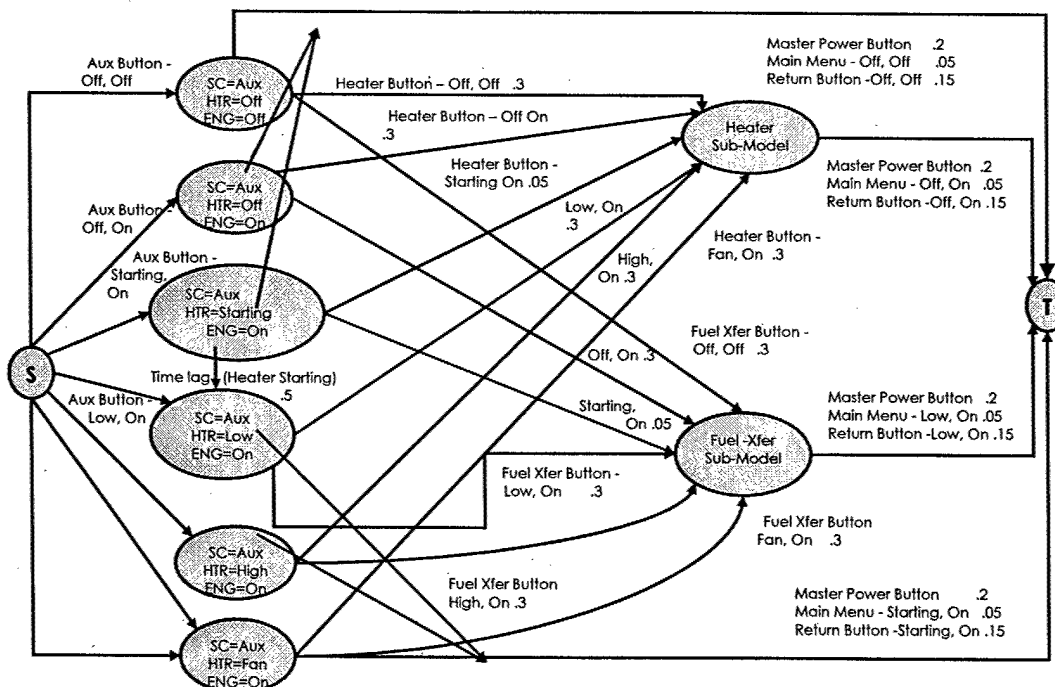 Aux Button -
Off, Off
SC=Aux
HTR=Off
ENG=Off
Heater Button – Off, Off .3
Heater Button – Off On
.3
Master Power Button .2
Main Menu - Off, Off .05
Return Button -Off, Off .15
Heater
Sub-Model
SC=Aux
HTR=Off
ENG=On
Aux Button -
Off, On
Heater Button -
Starting On .05
Master Power Button .2
Main Menu - Off, On .05
Return Button -Off, On .15
Low, On
.3
Heater Button -
Fan, On .3
High,
On .3
Aux Button -
Starting,
On
SC=Aux
HTR=Starting
ENG=On
T
Fuel Xfer Button -
Off, Off .3
Off, On .3
S
Time lag (Heater Starting)
.5
Aux Button -
Low, On
SC=Aux
HTR=Low
ENG=On
Starting,
On .05
Master Power Button .2
Main Menu - Low, On .05
Return Button -Low, On .15
Fuel -Xfer
Sub-Model
Fuel Xfer Button -
Low, On .3
Fuel Xfer Button
Fan, On .3
SC=Aux
HTR=High
ENG=On
Fuel Xfer Button
High, On .3
Master Power Button .2
Main Menu - Starting, On .05
Return Button -Starting, On .15
SC=Aux
HTR=Fan
ENG=On